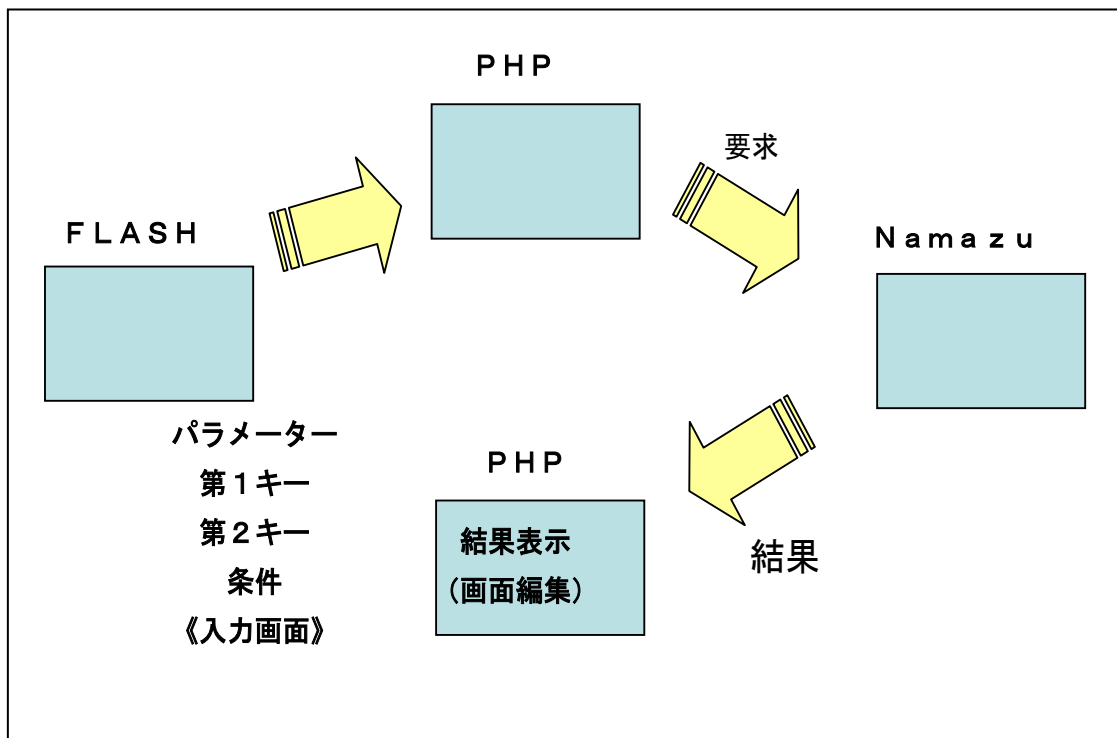 ＰＨＰ
要求
ＦＬＡＳＨ
Ｎａｍａｚｕ
パラメーター
第１キー
第２キー
条件
《入力画面》
ＰＨＰ
結果表示
（画面編集）
結果